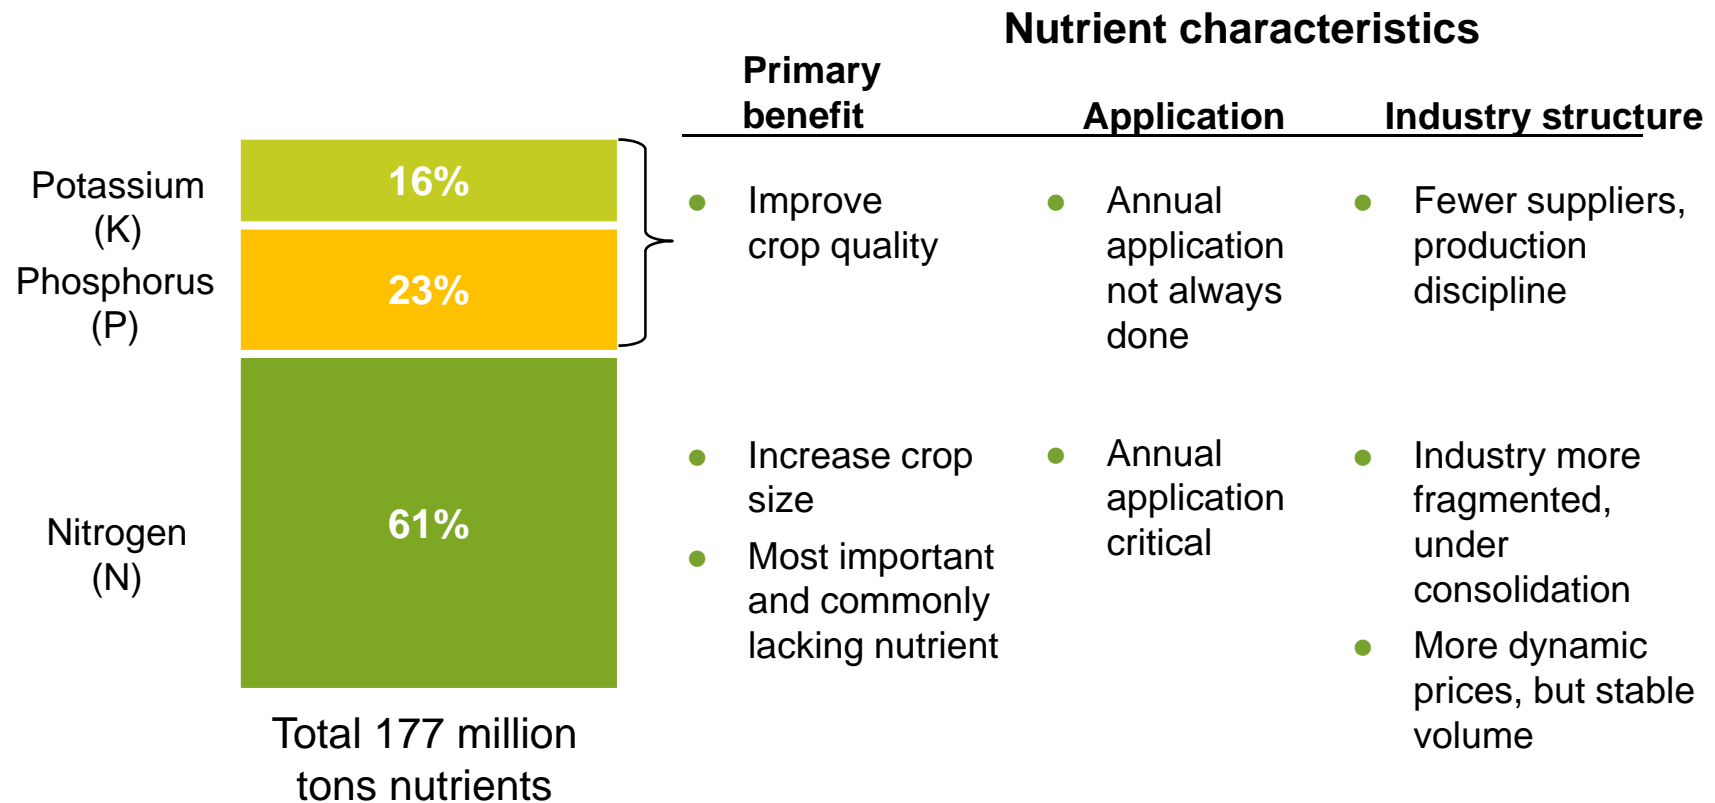 Nutrient characteristics
Primary
benefit
Application
Industry structure
Potassium
(K)
16%
Improve
crop quality
Annual
application
not always
done
Fewer suppliers,
production
discipline
Phosphorus
(P)
23%
Nitrogen
(N)
61%
Increase crop
size
Most important
and commonly
lacking nutrient
Annual
application
critical
Industry more
fragmented,
under
consolidation
More dynamic
prices, but stable
volume
Total 177 million
tons nutrients